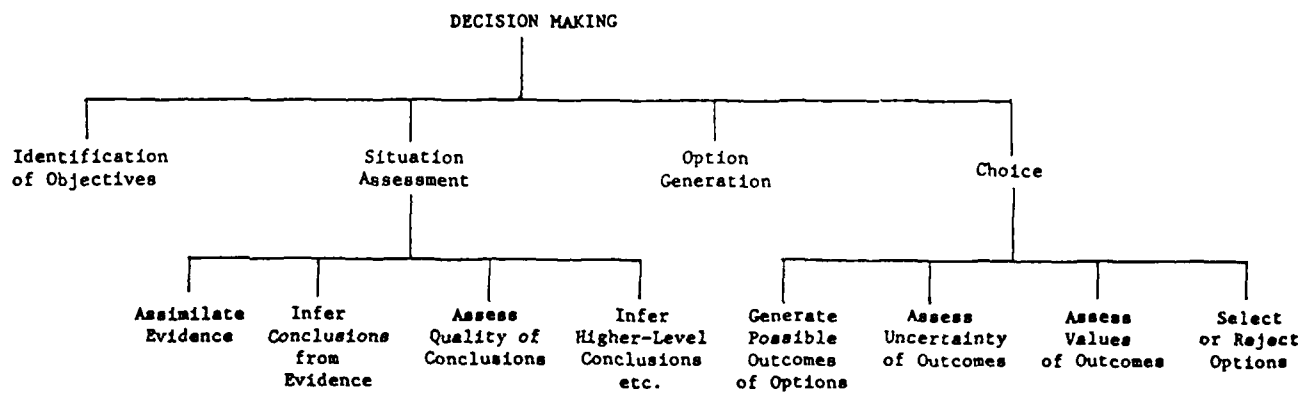 DECISION MAKING
Identification
of Objectives
Situation
Assessment
Option
Generation
Choice
Assimilate
Evidence
Infer
Conclusions
from
Evidence
Assess
Quality of
Conclusions
Infer
Higher-Level
Conclusions
etc.
Generate
Possible
Outcomes
of Options
Assess
Uncertainty
of Outcomes
Assess
Values
of Outcomes
Select
or Reject
Options